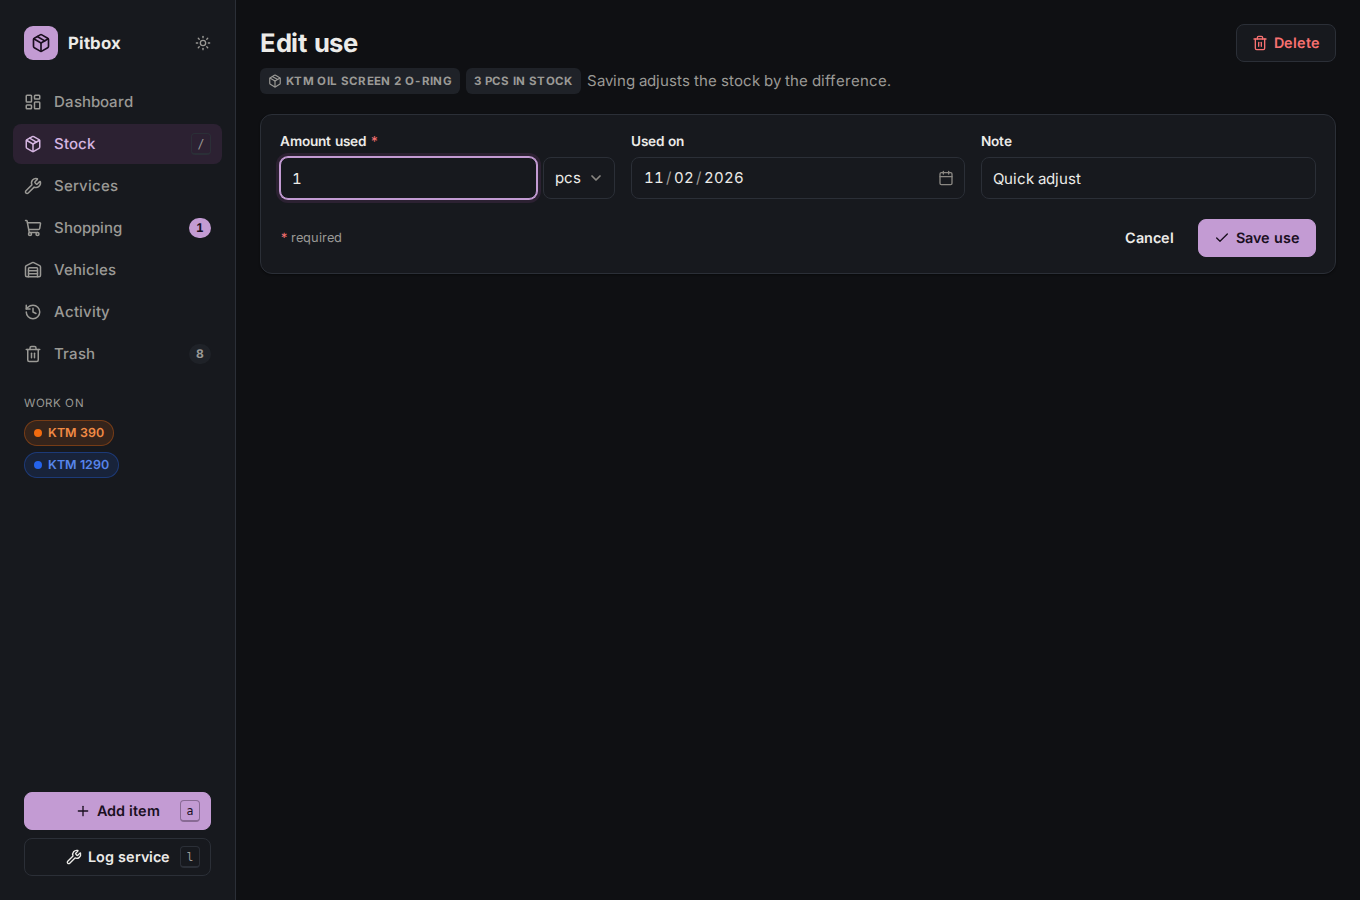 Pitbox
Dashboard
Stock /
Services
Shopping 1
Vehicles
Activity
Trash 8
WORK ON
KTM 390
KTM 1290
Add item a
Log service l
Edit use
Delete
KTM OIL SCREEN 2 O-RING 3 PCS IN STOCK Saving adjusts the stock by the difference.
Amount used * Used on Note
1 pcs 11/02/2026 Quick adjust
* required Cancel Save use